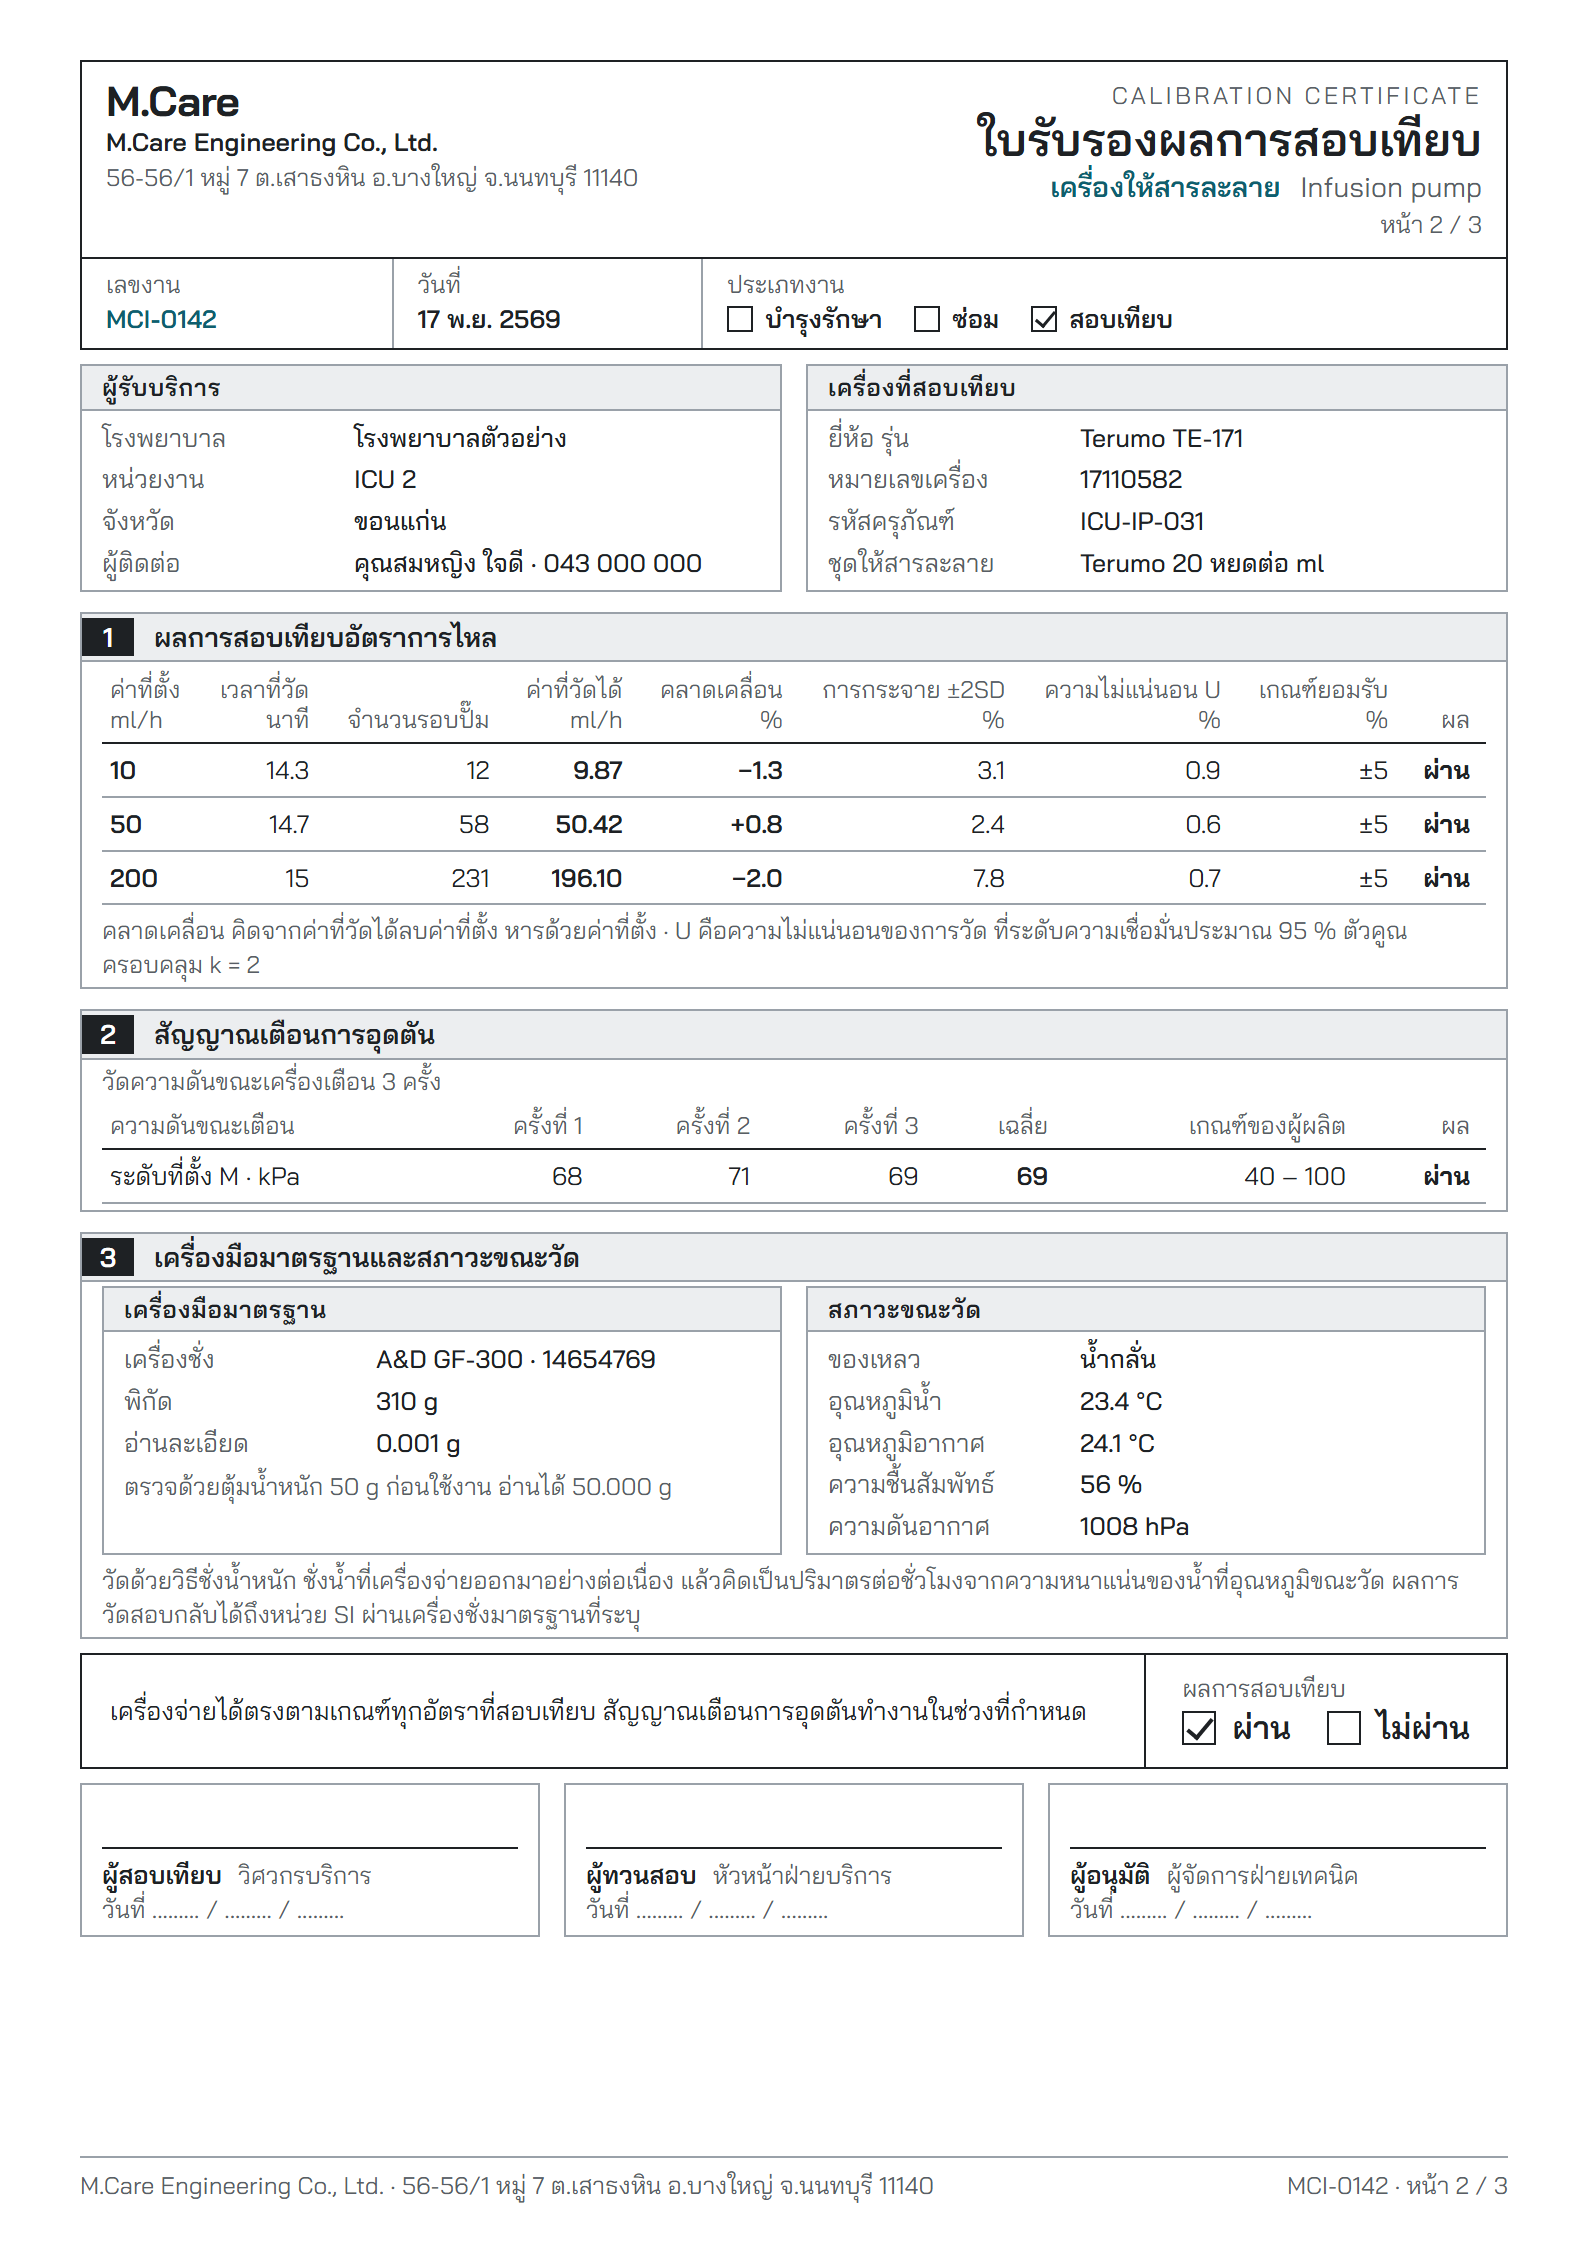 M.Care
M.Care Engineering Co., Ltd.
56-56/1 หมู่ 7 ต.เสาธงหิน อ.บางใหญ่ จ.นนทบุรี 11140
CALIBRATION CERTIFICATE
ใบรับรองผลการสอบเทียบ
เครื่องให้สารละลาย Infusion pump
หน้า 2 / 3
เลขงาน
MCI-0142
วันที่
17 พ.ย. 2569
ประเภทงาน
บำรุงรักษา ซ่อม สอบเทียบ
ผู้รับบริการ
โรงพยาบาล โรงพยาบาลตัวอย่าง
หน่วยงาน ICU 2
จังหวัด ขอนแก่น
ผู้ติดต่อ คุณสมหญิง ใจดี · 043 000 000
เครื่องที่สอบเทียบ
ยี่ห้อ รุ่น Terumo TE-171
หมายเลขเครื่อง 17110582
รหัสครุภัณฑ์ ICU-IP-031
ชุดให้สารละลาย Terumo 20 หยดต่อ ml
1 ผลการสอบเทียบอัตราการไหล
ค่าที่ตั้ง เวลาที่วัด ค่าที่วัดได้ คลาดเคลื่อน การกระจาย ±2SD ความไม่แน่นอน U เกณฑ์ยอมรับ
ml/h นาที จำนวนรอบปั๊ม ml/h % % % % ผล
10 14.3 12 9.87 −1.3 3.1 0.9 ±5 ผ่าน
50 14.7 58 50.42 +0.8 2.4 0.6 ±5 ผ่าน
200 15 231 196.10 −2.0 7.8 0.7 ±5 ผ่าน
คลาดเคลื่อน คิดจากค่าที่วัดได้ลบค่าที่ตั้ง หารด้วยค่าที่ตั้ง · U คือความไม่แน่นอนของการวัด ที่ระดับความเชื่อมั่นประมาณ 95 % ตัวคูณ
ครอบคลุม k = 2
2 สัญญาณเตือนการอุดตัน
วัดความดันขณะเครื่องเตือน 3 ครั้ง
ความดันขณะเตือน ครั้งที่ 1 ครั้งที่ 2 ครั้งที่ 3 เฉลี่ย เกณฑ์ของผู้ผลิต ผล
ระดับที่ตั้ง M · kPa 68 71 69 69 40 – 100 ผ่าน
3 เครื่องมือมาตรฐานและสภาวะขณะวัด
เครื่องมือมาตรฐาน
เครื่องชั่ง A&D GF-300 · 14654769
พิกัด 310 g
อ่านละเอียด 0.001 g
ตรวจด้วยตุ้มน้ำหนัก 50 g ก่อนใช้งาน อ่านได้ 50.000 g
สภาวะขณะวัด
ของเหลว น้ำกลั่น
อุณหภูมิน้ำ 23.4 °C
อุณหภูมิอากาศ 24.1 °C
ความชื้นสัมพัทธ์ 56 %
ความดันอากาศ 1008 hPa
วัดด้วยวิธีชั่งน้ำหนัก ชั่งน้ำที่เครื่องจ่ายออกมาอย่างต่อเนื่อง แล้วคิดเป็นปริมาตรต่อชั่วโมงจากความหนาแน่นของน้ำที่อุณหภูมิขณะวัด ผลการ
วัดสอบกลับได้ถึงหน่วย SI ผ่านเครื่องชั่งมาตรฐานที่ระบุ
เครื่องจ่ายได้ตรงตามเกณฑ์ทุกอัตราที่สอบเทียบ สัญญาณเตือนการอุดตันทำงานในช่วงที่กำหนด
ผลการสอบเทียบ
ผ่าน ไม่ผ่าน
ผู้สอบเทียบ วิศวกรบริการ
วันที่ ......... / ......... / .........
ผู้ทวนสอบ หัวหน้าฝ่ายบริการ
วันที่ ......... / ......... / .........
ผู้อนุมัติ ผู้จัดการฝ่ายเทคนิค
วันที่ ......... / ......... / .........
M.Care Engineering Co., Ltd. · 56-56/1 หมู่ 7 ต.เสาธงหิน อ.บางใหญ่ จ.นนทบุรี 11140
MCI-0142 · หน้า 2 / 3